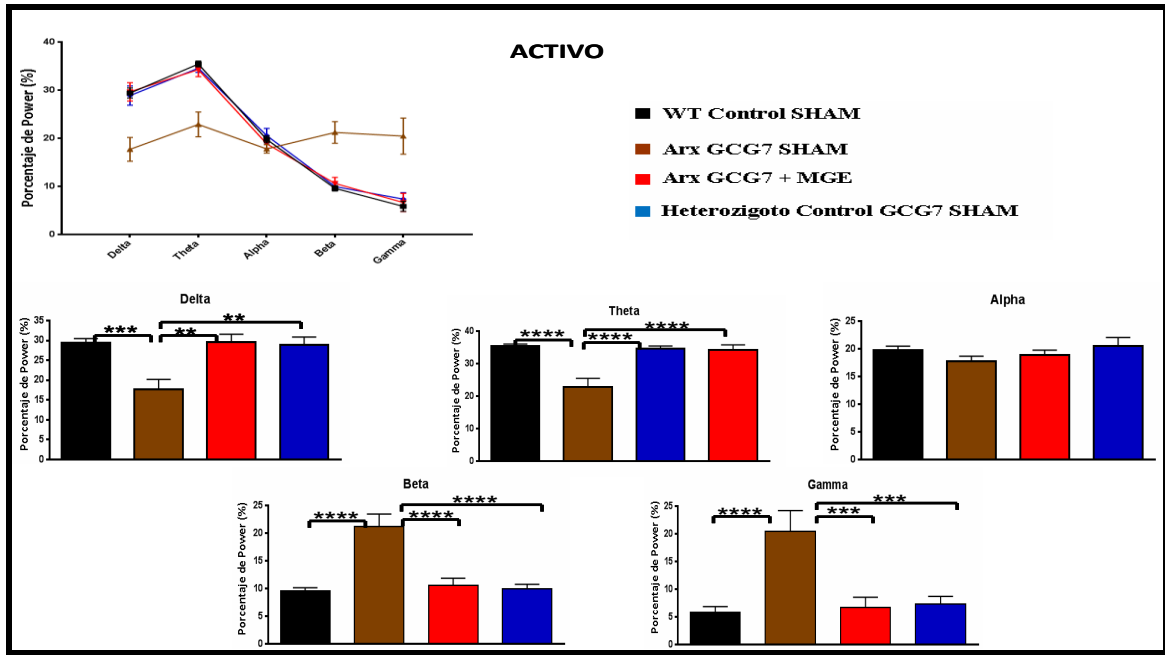 ACTIVO
Porcentaje de Power (%)
40
30
20
10
0
Delta
Theta
Alpha
Beta
Gamma
WT Control SHAM
Arx GCG7 SHAM
Arx GCG7 + MGE
Heterozigoto Control GCG7 SHAM
Delta
Porcentaje de Power (%)
35
30
25
20
15
10
5
0
***
**
**
Theta
Porcentaje de Power (%)
40
30
20
10
0
****
****
****
Alpha
Porcentaje de Power (%)
25
20
15
10
5
0
Beta
Porcentaje de Power (%)
25
20
15
10
5
0
****
****
****
Gamma
Porcentaje de Power (%)
25
20
15
10
5
0
****
***
***